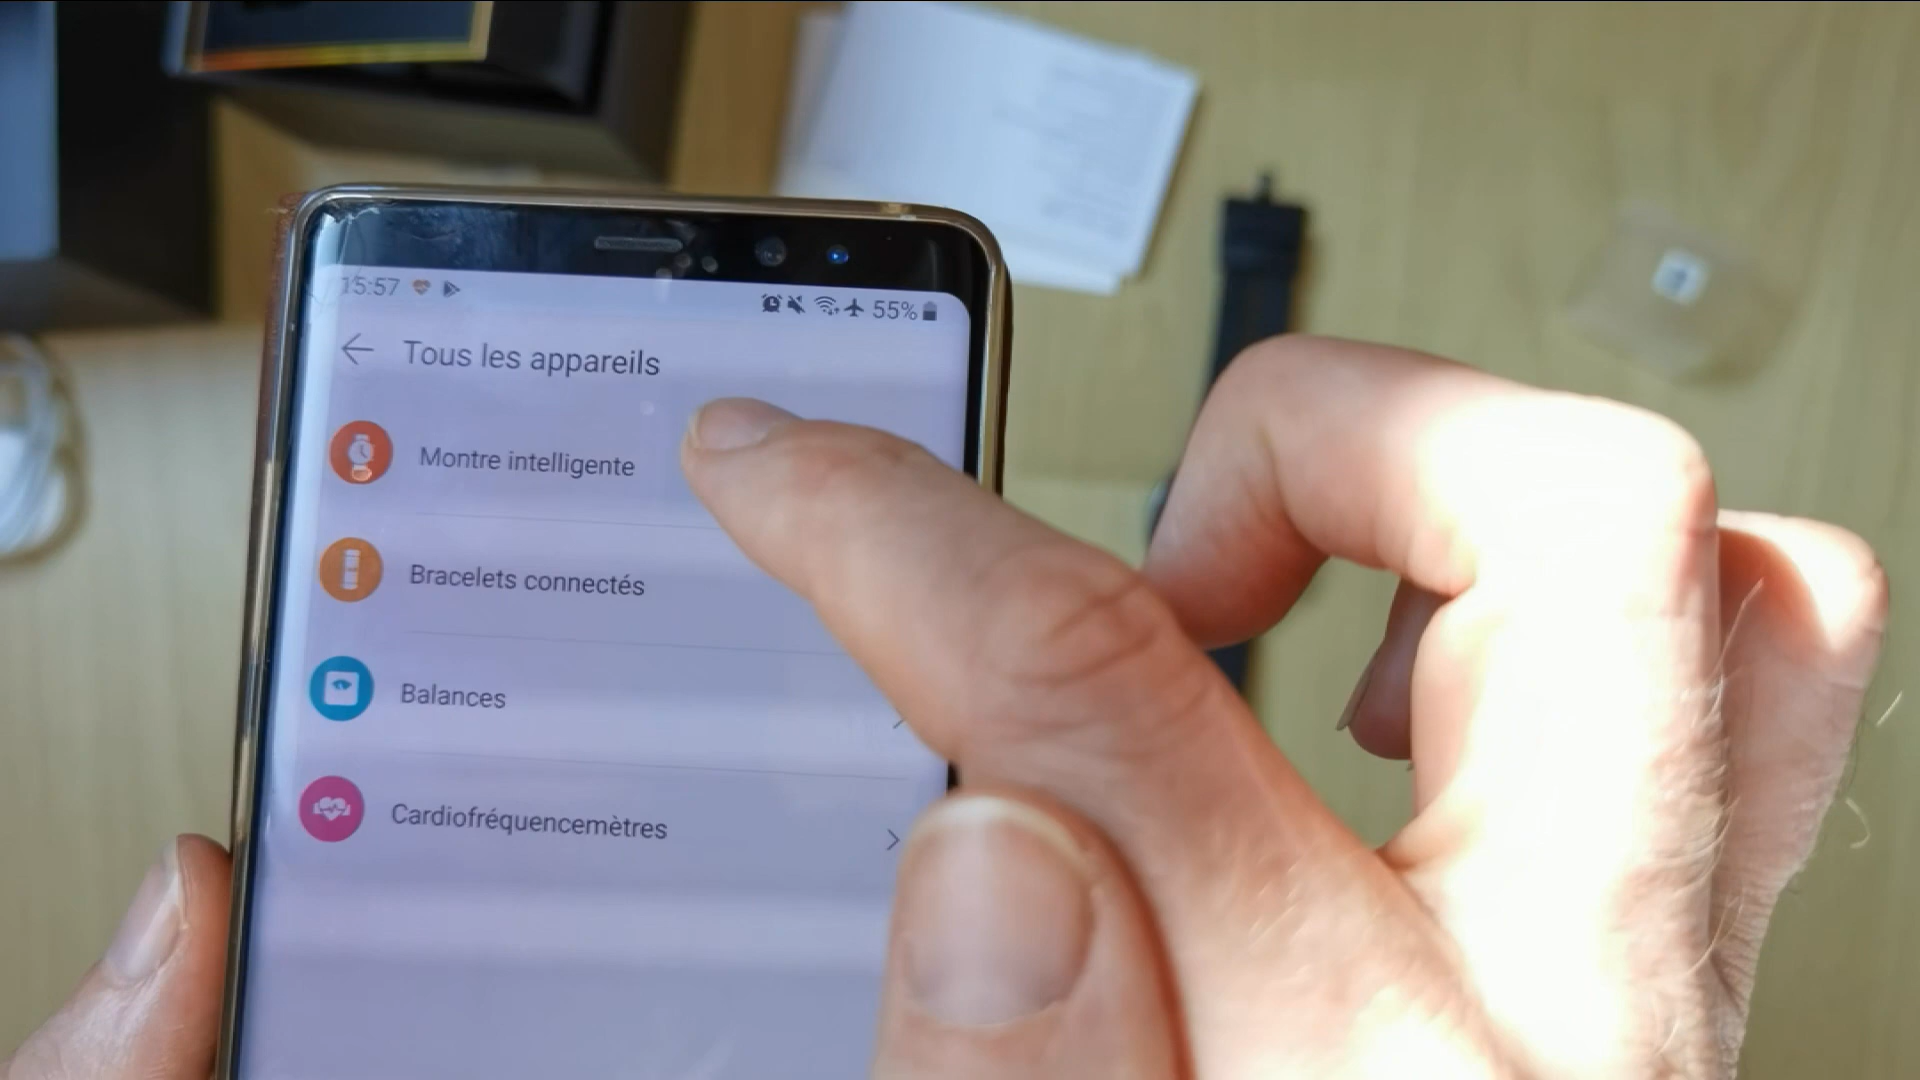 15:57 55%
Tous les appareils
Montre intelligente
Bracelets connectés
Balances
Cardiofréquencemètres